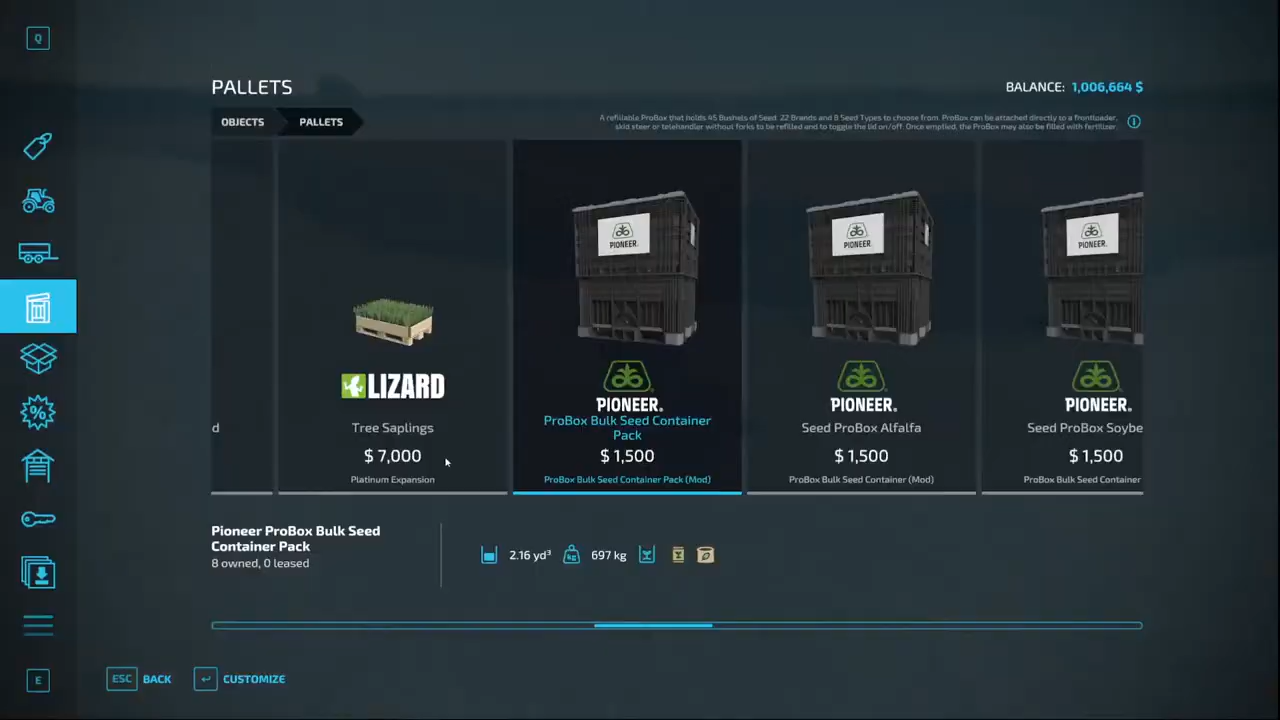 Q
PALLETS
BALANCE: 1,006,664 $
OBJECTS PALLETS
A refillable ProBox that holds 45 Bushels of Seed. 22 Brands and 8 Seed Types to choose from. ProBox can be attached directly to a frontloader,
skid steer or telehandler without forks to be refilled and to toggle the lid on/off. Once emptied, the ProBox may also be filled with fertilizer.
PIONEER.
PIONEER.
PIONEER.
d
LIZARD
Tree Saplings
$ 7,000
Platinum Expansion
PIONEER.
ProBox Bulk Seed Container
Pack
$ 1,500
ProBox Bulk Seed Container Pack (Mod)
PIONEER.
Seed ProBox Alfalfa
$ 1,500
ProBox Bulk Seed Container (Mod)
PIONEER.
Seed ProBox Soybe
$ 1,500
ProBox Bulk Seed Container
Pioneer ProBox Bulk Seed
Container Pack
8 owned, 0 leased
2.16 yd³ kg 697 kg
%
E
ESC BACK CUSTOMIZE